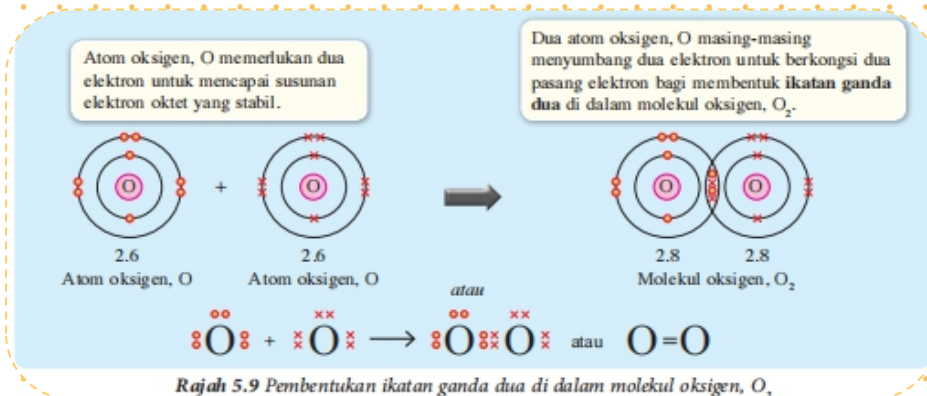 Atom oksigen, O memerlukan dua
elektron untuk mencapai susunan
elektron oktet yang stabil.
Dua atom oksigen, O masing-masing
menyumbang dua elektron untuk berkongsi dua
pasang elektron bagi membentuk ikatan ganda
dua di dalam molekul oksigen, O₂.
O + O O O
2.6 2.6 2.8 2.8
Atom oksigen, O Atom oksigen, O Molekul oksigen, O₂
atau
O + O → O O atau O=O
Rajah 5.9 Pembentukan ikatan ganda dua di dalam molekul oksigen, O₂